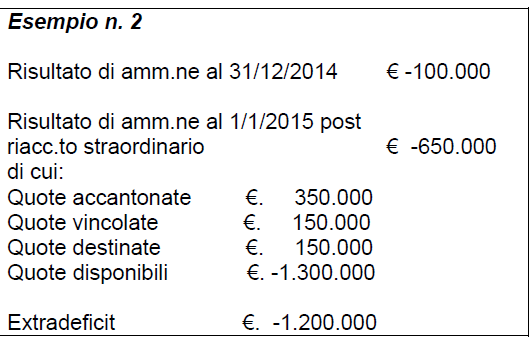 Esempio n. 2
Risultato di amm.ne al 31/12/2014 € -100.000
Risultato di amm.ne al 1/1/2015 post
riacc.to straordinario € -650.000
di cui:
Quote accantonate €. 350.000
Quote vincolate €. 150.000
Quote destinate €. 150.000
Quote disponibili €. -1.300.000
Extradeficit €. -1.200.000